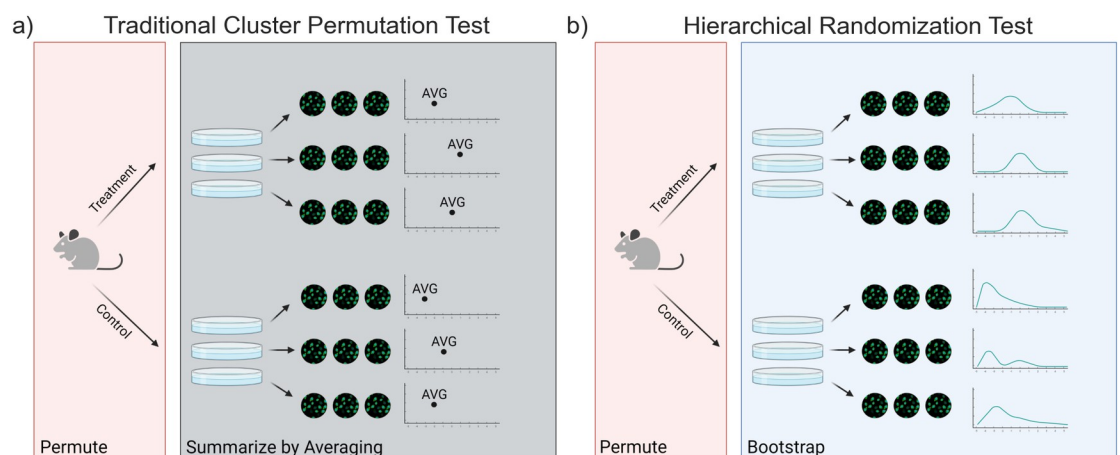 a)
Traditional Cluster Permutation Test
Treatment
Control
Permute
AVG
AVG
AVG
AVG
AVG
AVG
Summarize by Averaging
b)
Hierarchical Randomization Test
Treatment
Control
Permute
Bootstrap